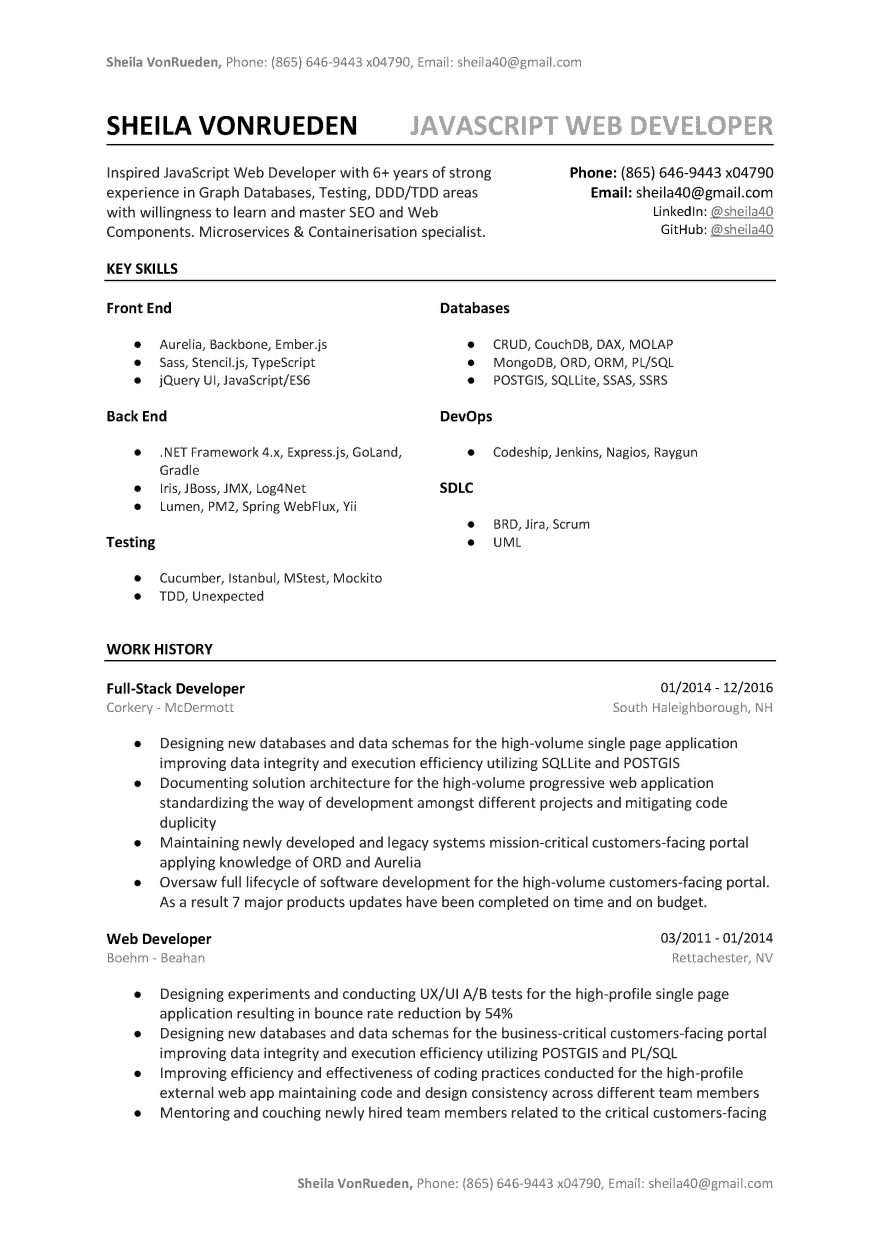 Sheila VonRueden, Phone: (865) 646-9443 x04790, Email: sheila40@gmail.com
SHEILA VONRUEDEN JAVASCRIPT WEB DEVELOPER
Inspired JavaScript Web Developer with 6+ years of strong
experience in Graph Databases, Testing, DDD/TDD areas
with willingness to learn and master SEO and Web
Components. Microservices & Containerisation specialist.
Phone: (865) 646-9443 x04790
Email: sheila40@gmail.com
LinkedIn: @sheila40
GitHub: @sheila40
KEY SKILLS
Front End
● Aurelia, Backbone, Ember.js
● Sass, Stencil.js, TypeScript
● jQuery UI, JavaScript/ES6
Back End
● .NET Framework 4.x, Express.js, GoLand,
Gradle
● Iris, JBoss, JMX, Log4Net
● Lumen, PM2, Spring WebFlux, Yii
Testing
● Cucumber, Istanbul, MStest, Mockito
● TDD, Unexpected
Databases
● CRUD, CouchDB, DAX, MOLAP
● MongoDB, ORD, ORM, PL/SQL
● POSTGIS, SQLLite, SSAS, SSRS
DevOps
● Codeship, Jenkins, Nagios, Raygun
SDLC
● BRD, Jira, Scrum
● UML
WORK HISTORY
Full-Stack Developer 01/2014 - 12/2016
Corkery - McDermott South Haleighborough, NH
● Designing new databases and data schemas for the high-volume single page application
improving data integrity and execution efficiency utilizing SQLLite and POSTGIS
● Documenting solution architecture for the high-volume progressive web application
standardizing the way of development amongst different projects and mitigating code
duplicity
● Maintaining newly developed and legacy systems mission-critical customers-facing portal
applying knowledge of ORD and Aurelia
● Oversaw full lifecycle of software development for the high-volume customers-facing portal.
As a result 7 major products updates have been completed on time and on budget.
Web Developer 03/2011 - 01/2014
Boehm - Beahan Rettachester, NV
● Designing experiments and conducting UX/UI A/B tests for the high-profile single page
application resulting in bounce rate reduction by 54%
● Designing new databases and data schemas for the business-critical customers-facing portal
improving data integrity and execution efficiency utilizing POSTGIS and PL/SQL
● Improving efficiency and effectiveness of coding practices conducted for the high-profile
external web app maintaining code and design consistency across different team members
● Mentoring and couching newly hired team members related to the critical customers-facing
Sheila VonRueden, Phone: (865) 646-9443 x04790, Email: sheila40@gmail.com